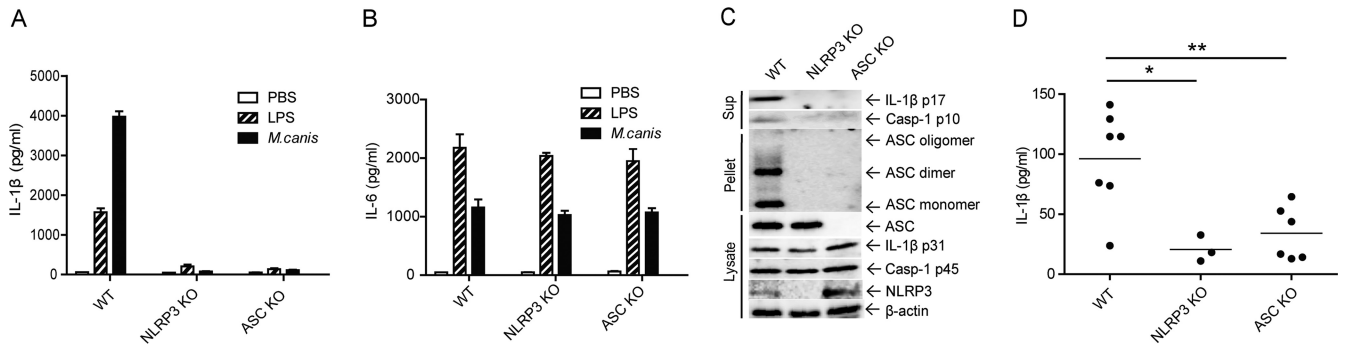 A
IL-1β (pg/ml)
5000
4000
3000
2000
1000
0
PBS
LPS
M.canis
WT
NLRP3 KO
ASC KO
B
IL-6 (pg/ml)
3000
2000
1000
0
PBS
LPS
M.canis
WT
NLRP3 KO
ASC KO
C
WT
NLRP3 KO
ASC KO
Sup
← IL-1β p17
← Casp-1 p10
Pellet
← ASC oligomer
← ASC dimer
← ASC monomer
Lysate
← ASC
← IL-1β p31
← Casp-1 p45
← NLRP3
← β-actin
D
**
*
IL-1β (pg/ml)
150
100
50
0
WT
NLRP3 KO
ASC KO